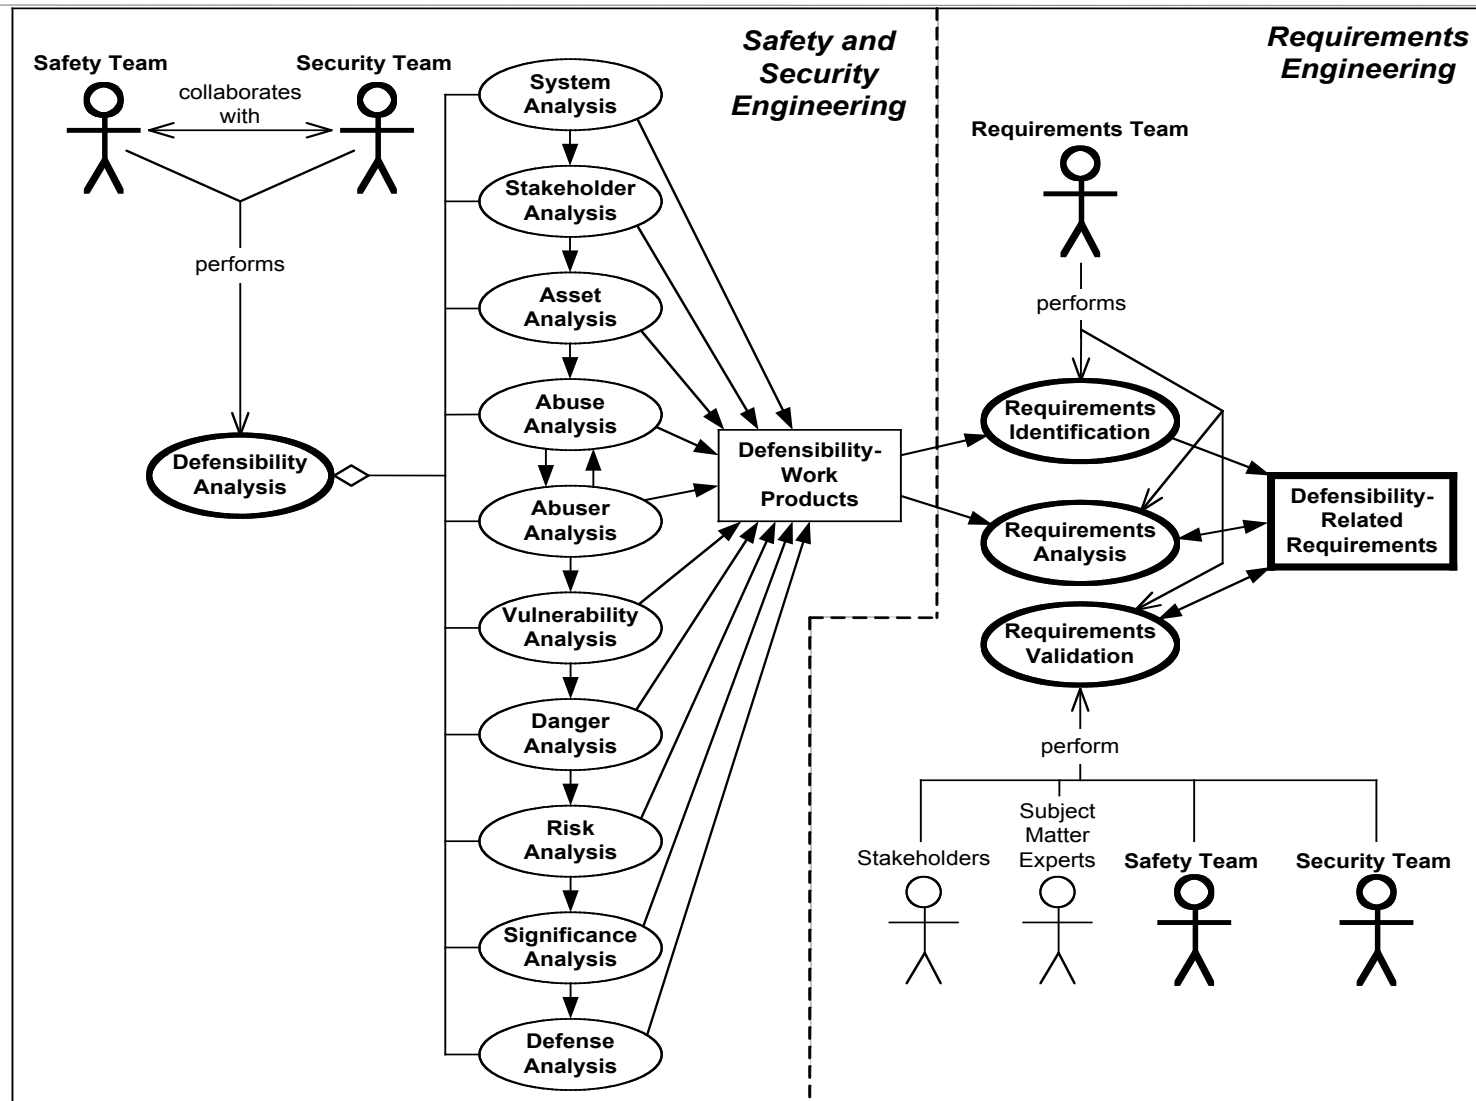 Safety and
Security
Engineering
Requirements
Engineering
Safety Team
Security Team
collaborates
with
performs
Defensibility
Analysis
System
Analysis
Stakeholder
Analysis
Asset
Analysis
Abuse
Analysis
Abuser
Analysis
Vulnerability
Analysis
Danger
Analysis
Risk
Analysis
Significance
Analysis
Defense
Analysis
Defensibility-
Work
Products
Requirements Team
performs
Requirements
Identification
Requirements
Analysis
Requirements
Validation
Defensibility-
Related
Requirements
perform
Stakeholders
Subject
Matter
Experts
Safety Team
Security Team